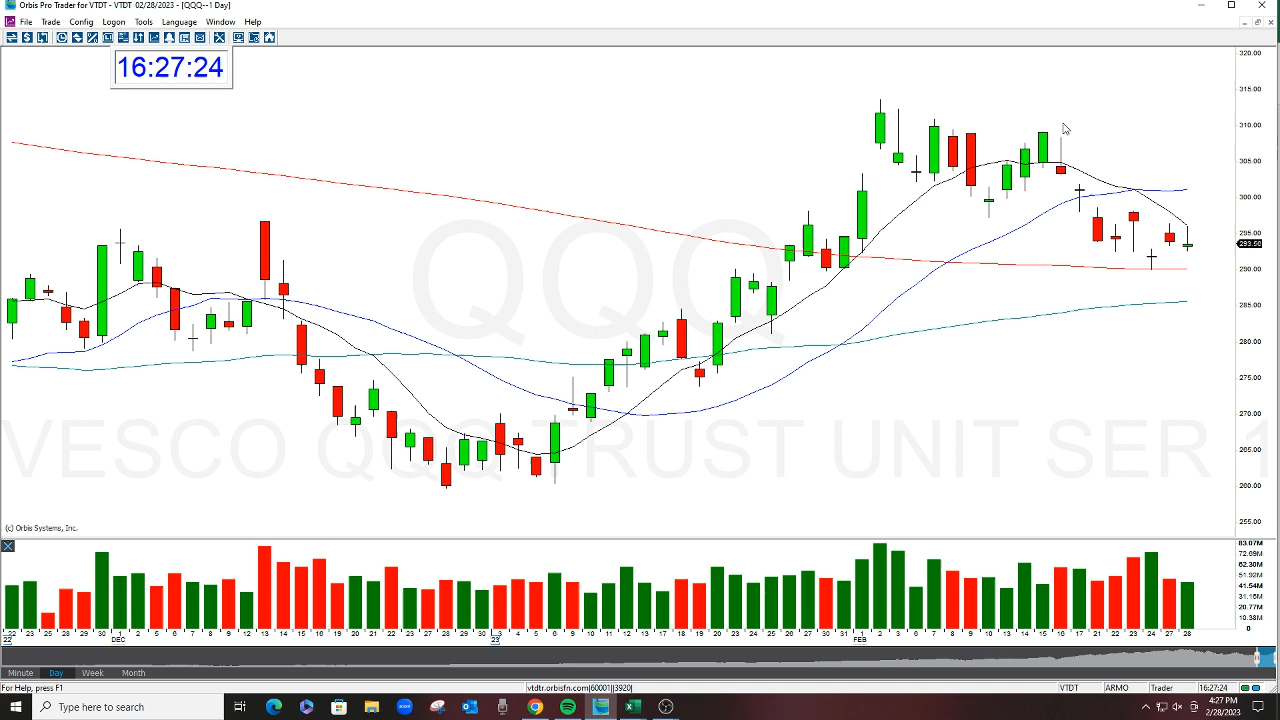 Orbis Pro Trader for VTDT - VTDT 02/28/2023 - [QQQ--1 Day]
File Trade Config Logon Tools Language Window Help
16:27:24
320.00
315.00
310.00
305.00
300.00
295.00
293.56
290.00
285.00
280.00
275.00
270.00
265.00
260.00
255.00
QQQ
VESCO QQQ TRUST UNIT SER 1
(c) Orbis Systems, Inc.
83.07M
72.69M
62.30M
51.92M
41.54M
31.15M
20.77M
10.38M
0
22 23 25 28 29 30 DEC 2 5 6 7 8 9 12 13 14 15 16 19 20 21 22 23 27 28 29 30 3 4 5 6 9 10 11 12 13 17 18 19 20 23 24 25 26 27 30 31 FEB 2 3 6 7 8 9 10 13 14 15 16 17 21 22 23 24 27 28
22 23
Minute Day Week Month
For Help, press F1 vtdtr.orbisfn.com|60001||3920| VTDT ARMO Trader 16:27:24
Type here to search
zoom
4:27 PM
2/28/2023